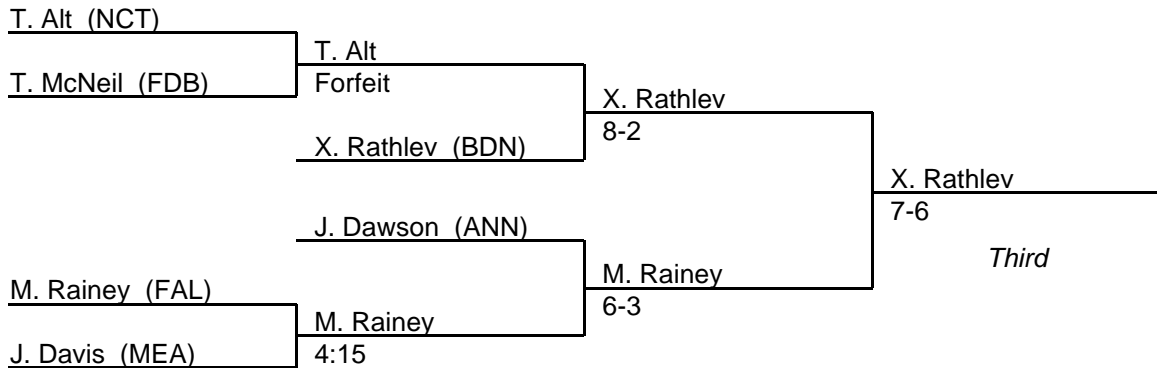 T. Alt (NCT)
T. McNeil (FDB)
T. Alt
Forfeit
X. Rathlev (BDN)
X. Rathlev
8-2
J. Dawson (ANN)
M. Rainey (FAL)
J. Davis (MEA)
M. Rainey
4:15
M. Rainey
6-3
X. Rathlev
7-6
Third